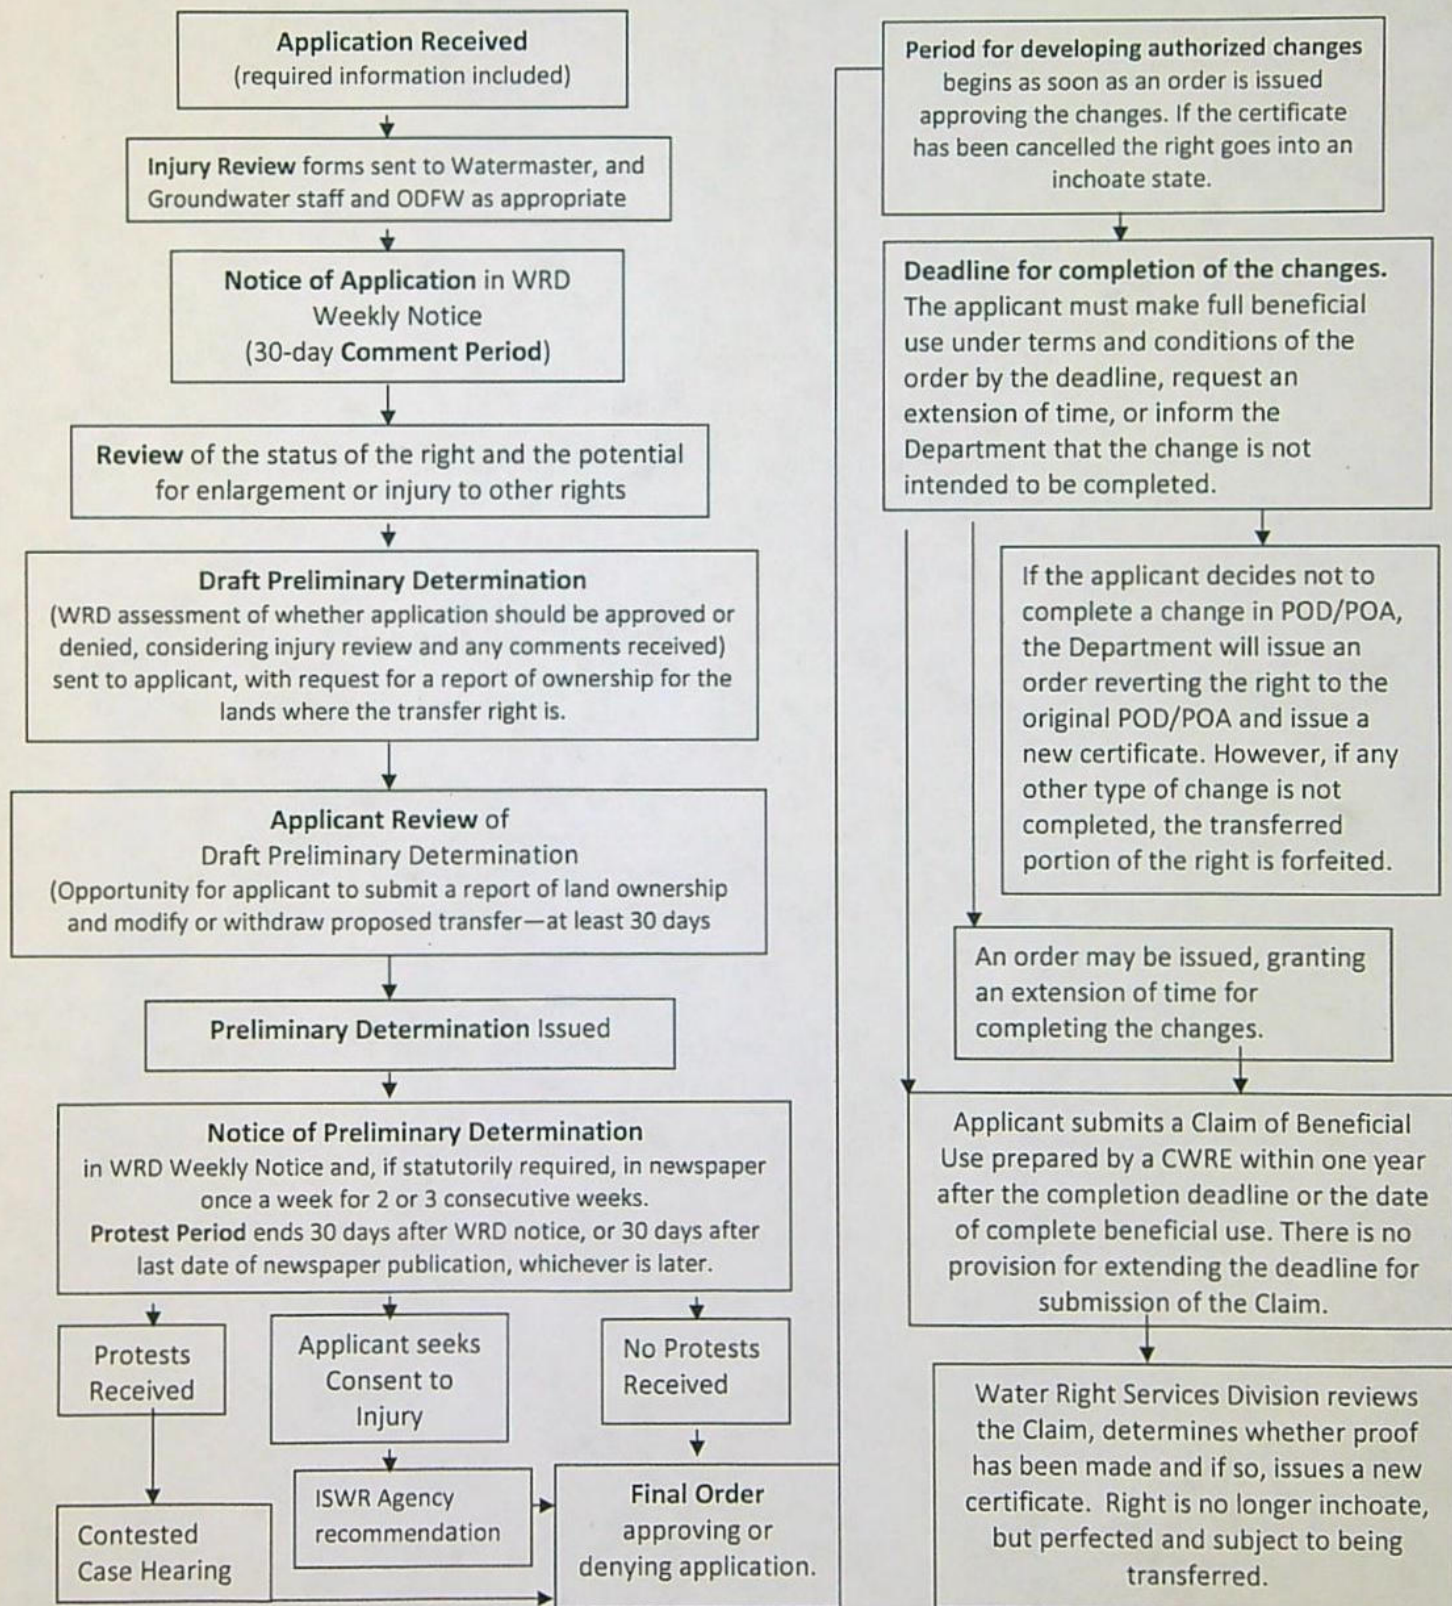 Application Received
(required information included)
Injury Review forms sent to Watermaster, and
Groundwater staff and ODFW as appropriate
Notice of Application in WRD
Weekly Notice
(30-day Comment Period)
Review of the status of the right and the potential
for enlargement or injury to other rights
Draft Preliminary Determination
(WRD assessment of whether application should be approved or
denied, considering injury review and any comments received)
sent to applicant, with request for a report of ownership for the
lands where the transfer right is.
Applicant Review of
Draft Preliminary Determination
(Opportunity for applicant to submit a report of land ownership
and modify or withdraw proposed transfer—at least 30 days
Preliminary Determination Issued
Notice of Preliminary Determination
in WRD Weekly Notice and, if statutorily required, in newspaper
once a week for 2 or 3 consecutive weeks.
Protest Period ends 30 days after WRD notice, or 30 days after
last date of newspaper publication, whichever is later.
Protests
Received
Applicant seeks
Consent to
Injury
No Protests
Received
Contested
Case Hearing
ISWR Agency
recommendation
Final Order
approving or
denying application.
Period for developing authorized changes
begins as soon as an order is issued
approving the changes. If the certificate
has been cancelled the right goes into an
inchoate state.
Deadline for completion of the changes.
The applicant must make full beneficial
use under terms and conditions of the
order by the deadline, request an
extension of time, or inform the
Department that the change is not
intended to be completed.
If the applicant decides not to
complete a change in POD/POA,
the Department will issue an
order reverting the right to the
original POD/POA and issue a
new certificate. However, if any
other type of change is not
completed, the transferred
portion of the right is forfeited.
An order may be issued, granting
an extension of time for
completing the changes.
Applicant submits a Claim of Beneficial
Use prepared by a CWRE within one year
after the completion deadline or the date
of complete beneficial use. There is no
provision for extending the deadline for
submission of the Claim.
Water Right Services Division reviews
the Claim, determines whether proof
has been made and if so, issues a new
certificate. Right is no longer inchoate,
but perfected and subject to being
transferred.